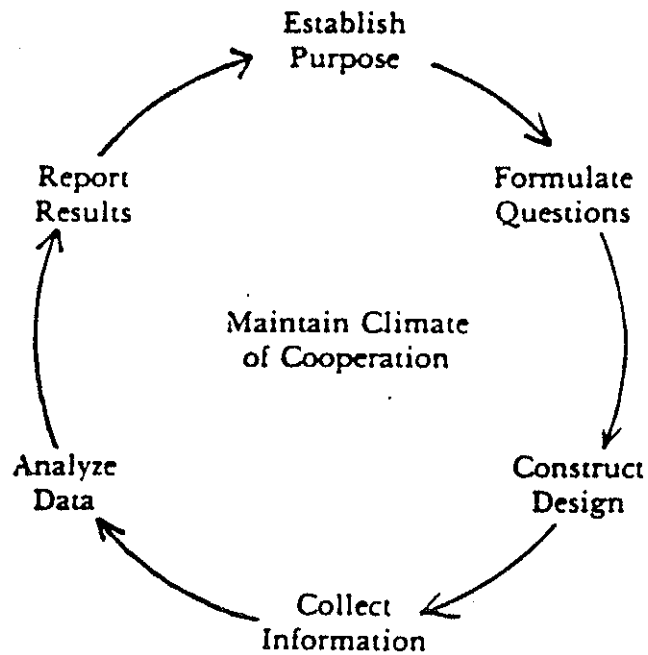 Establish
Purpose
Formulate
Questions
Construct
Design
Collect
Information
Analyze
Data
Report
Results
Maintain Climate
of Cooperation